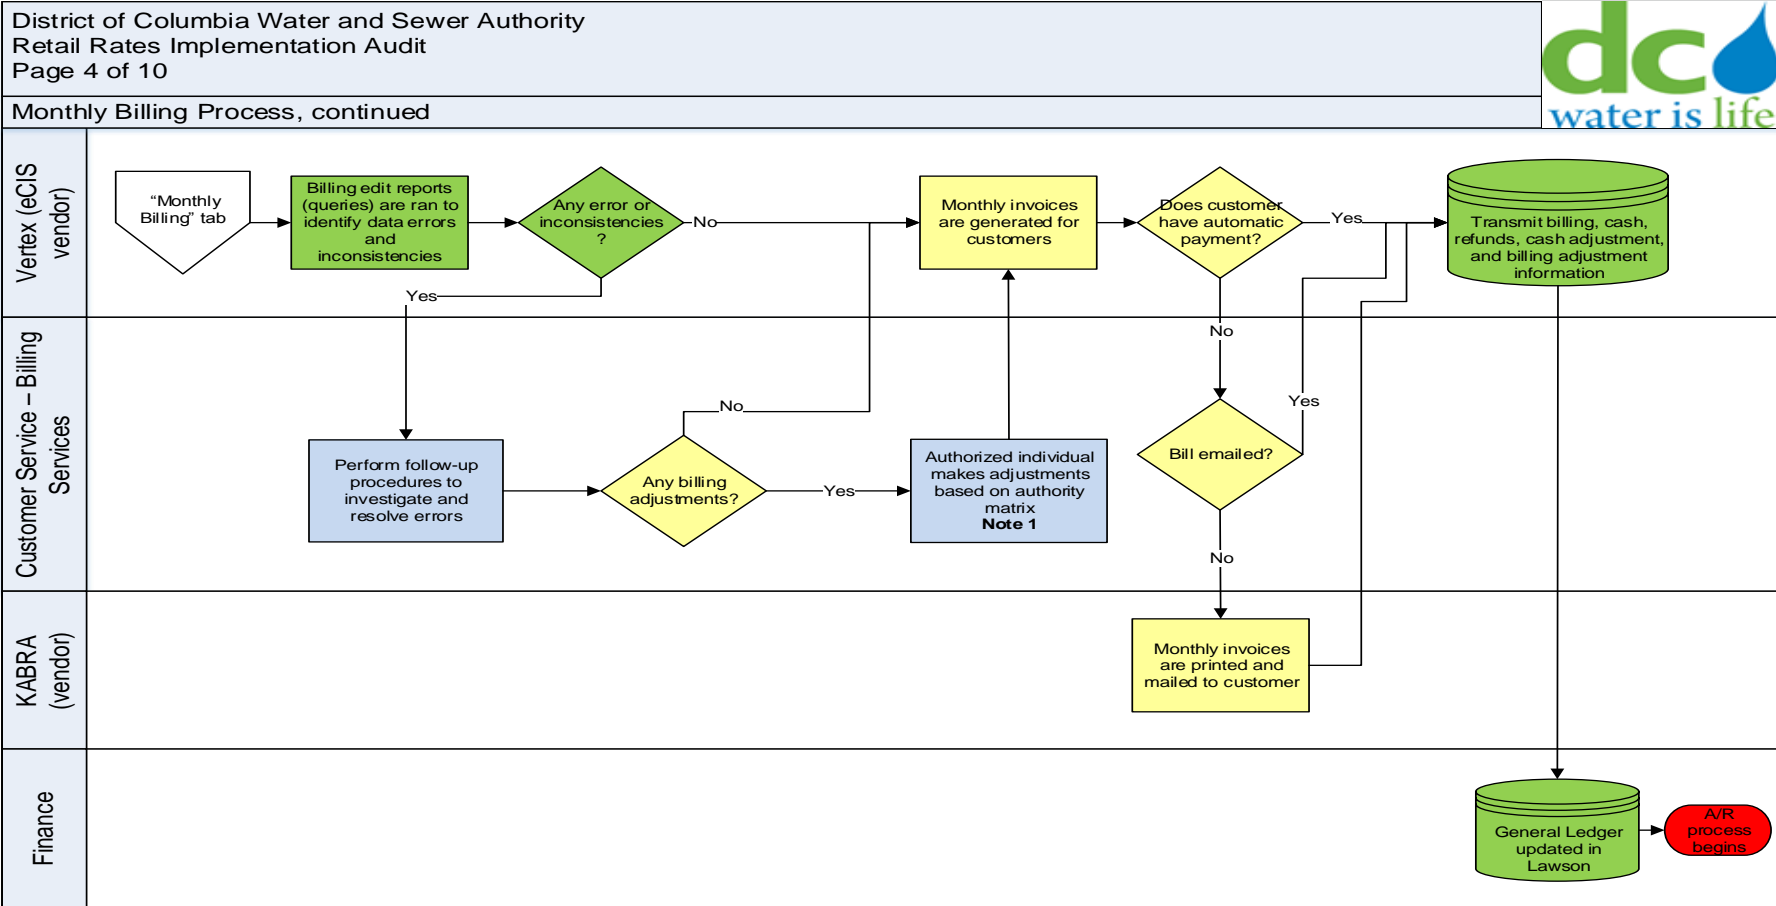 District of Columbia Water and Sewer Authority
Retail Rates Implementation Audit
Page 4 of 10
dc
water is life
Monthly Billing Process, continued
Vertex (eCIS
vendor)
“Monthly
Billing” tab
Billing edit reports
(queries) are ran to
identify data errors
and
inconsistencies
Any error or
inconsistencies
?
No
Yes
Monthly invoices
are generated for
customers
Does customer
have automatic
payment?
Yes
No
Transmit billing, cash,
refunds, cash adjustment,
and billing adjustment
information
Customer Service – Billing
Services
Perform follow-up
procedures to
investigate and
resolve errors
Any billing
adjustments?
No
Yes
Authorized individual
makes adjustments
based on authority
matrix
Note 1
Bill emailed?
Yes
No
KABRA
(vendor)
Monthly invoices
are printed and
mailed to customer
Finance
General Ledger
updated in
Lawson
A/R
process
begins